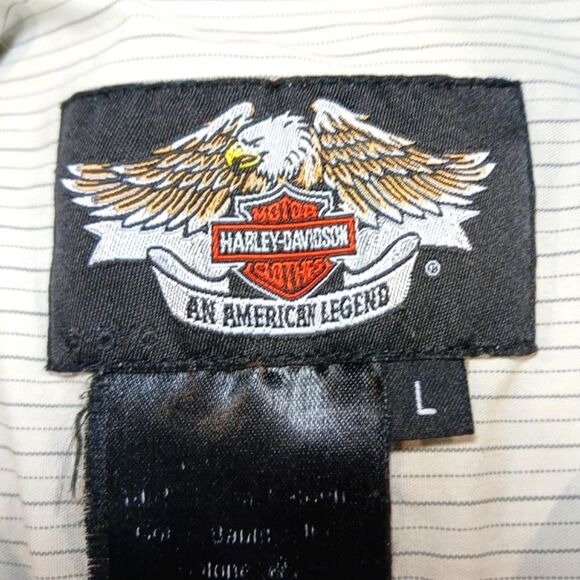 MOTOR
HARLEY-DAVIDSON
CLOTHES
®
AN AMERICAN LEGEND
L